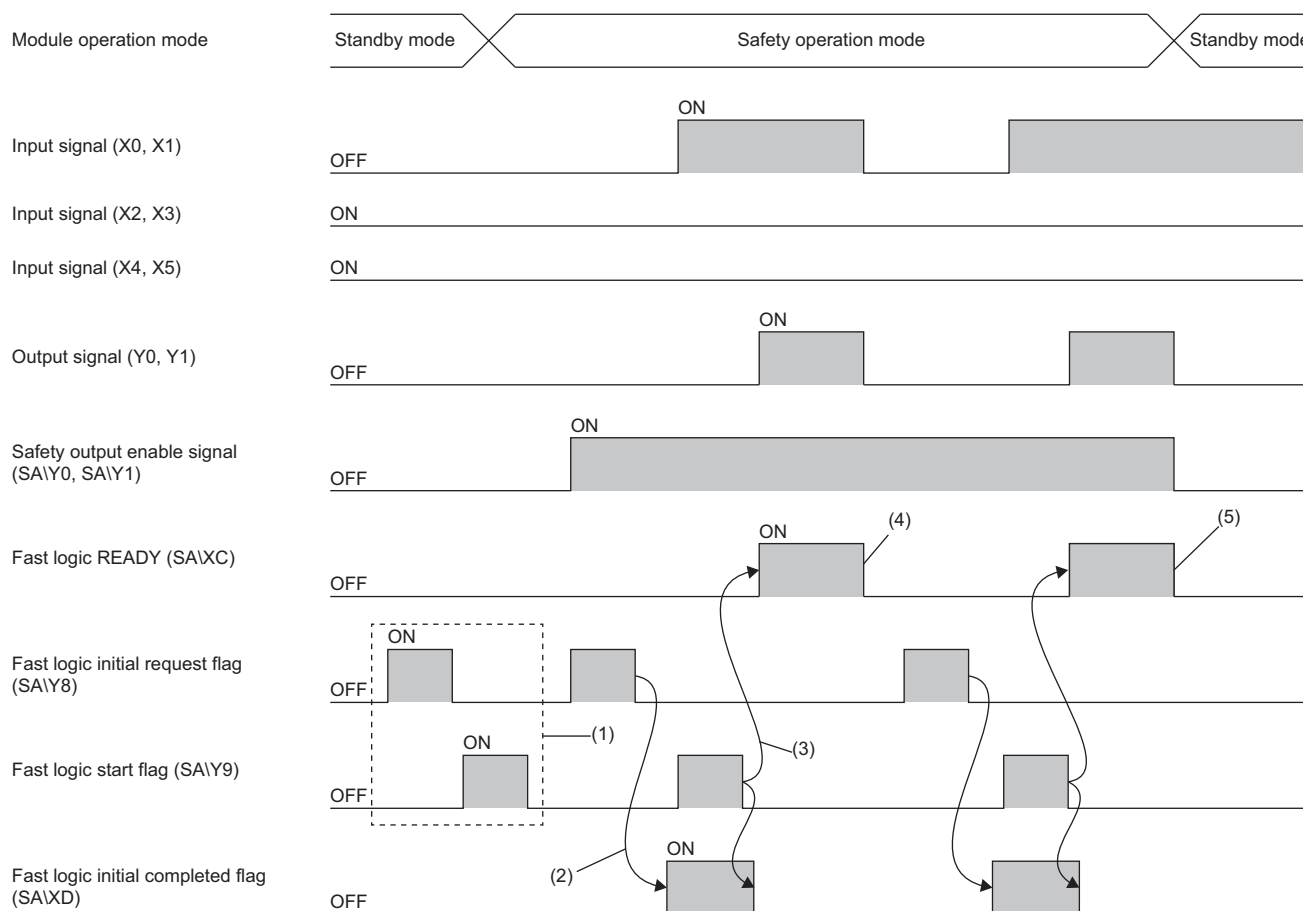 Module operation mode
Standby mode
Safety operation mode
Standby mode
ON
Input signal (X0, X1)
OFF
Input signal (X2, X3)
ON
Input signal (X4, X5)
ON
ON
Output signal (Y0, Y1)
OFF
ON
Safety output enable signal
(SA\Y0, SA\Y1)
OFF
(4)
(5)
ON
Fast logic READY (SA\XC)
OFF
ON
Fast logic initial request flag
(SA\Y8)
OFF
(1)
(3)
ON
Fast logic start flag (SA\Y9)
OFF
ON
(2)
Fast logic initial completed flag
(SA\XD)
OFF